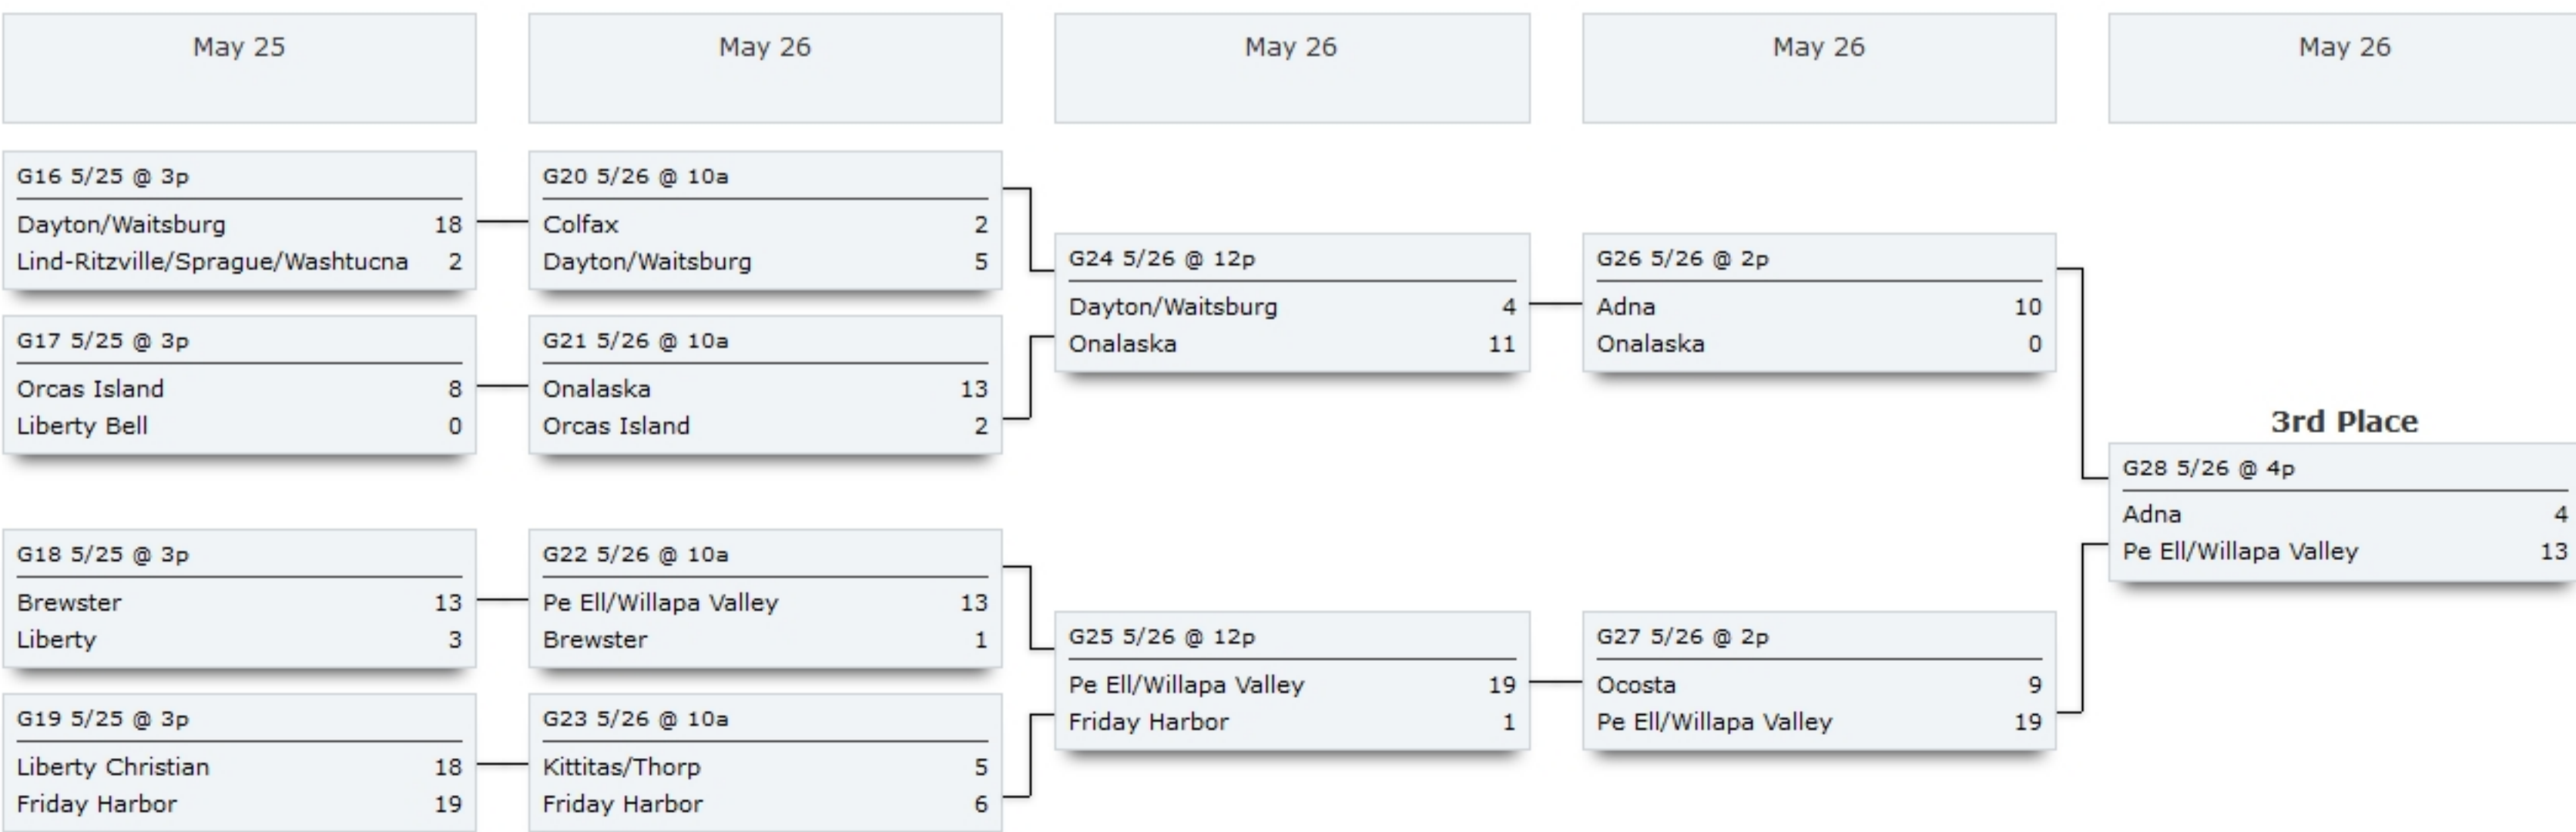 May 25
May 26
May 26
May 26
May 26
G16 5/25 @ 3p
Dayton/Waitsburg 18
Lind-Ritzville/Sprague/Washtucna 2
G17 5/25 @ 3p
Orcas Island 8
Liberty Bell 0
G18 5/25 @ 3p
Brewster 13
Liberty 3
G19 5/25 @ 3p
Liberty Christian 18
Friday Harbor 19
G20 5/26 @ 10a
Colfax 2
Dayton/Waitsburg 5
G21 5/26 @ 10a
Onalaska 13
Orcas Island 2
G22 5/26 @ 10a
Pe Ell/Willapa Valley 13
Brewster 1
G23 5/26 @ 10a
Kittitas/Thorp 5
Friday Harbor 6
G24 5/26 @ 12p
Dayton/Waitsburg 4
Onalaska 11
G25 5/26 @ 12p
Pe Ell/Willapa Valley 19
Friday Harbor 1
G26 5/26 @ 2p
Adna 10
Onalaska 0
G27 5/26 @ 2p
Ocosta 9
Pe Ell/Willapa Valley 19
3rd Place
G28 5/26 @ 4p
Adna 4
Pe Ell/Willapa Valley 13